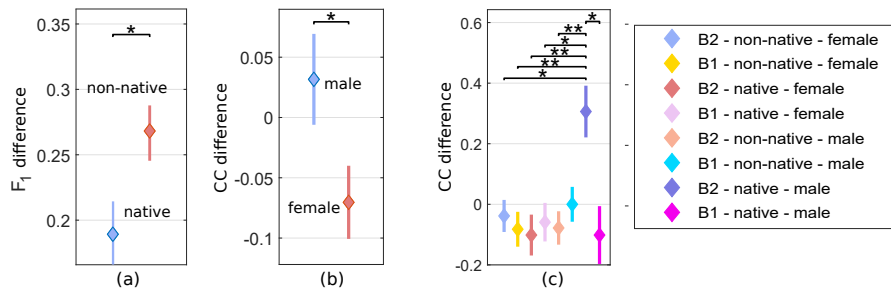 F1 difference
0.35
0.3
0.25
0.2
*
non-native
native
(a)
CC difference
0.05
0
-0.05
-0.1
*
male
female
(b)
CC difference
0.6
0.4
0.2
0
-0.2
*
**
*
**
**
*
(c)
B2 - non-native - female
B1 - non-native - female
B2 - native - female
B1 - native - female
B2 - non-native - male
B1 - non-native - male
B2 - native - male
B1 - native - male